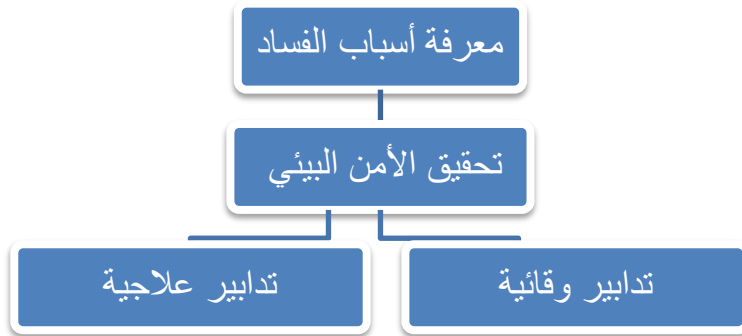 معرفة أسباب الفساد
تحقيق الأمن البيئي
تدابير وقائية
تدابير علاجية